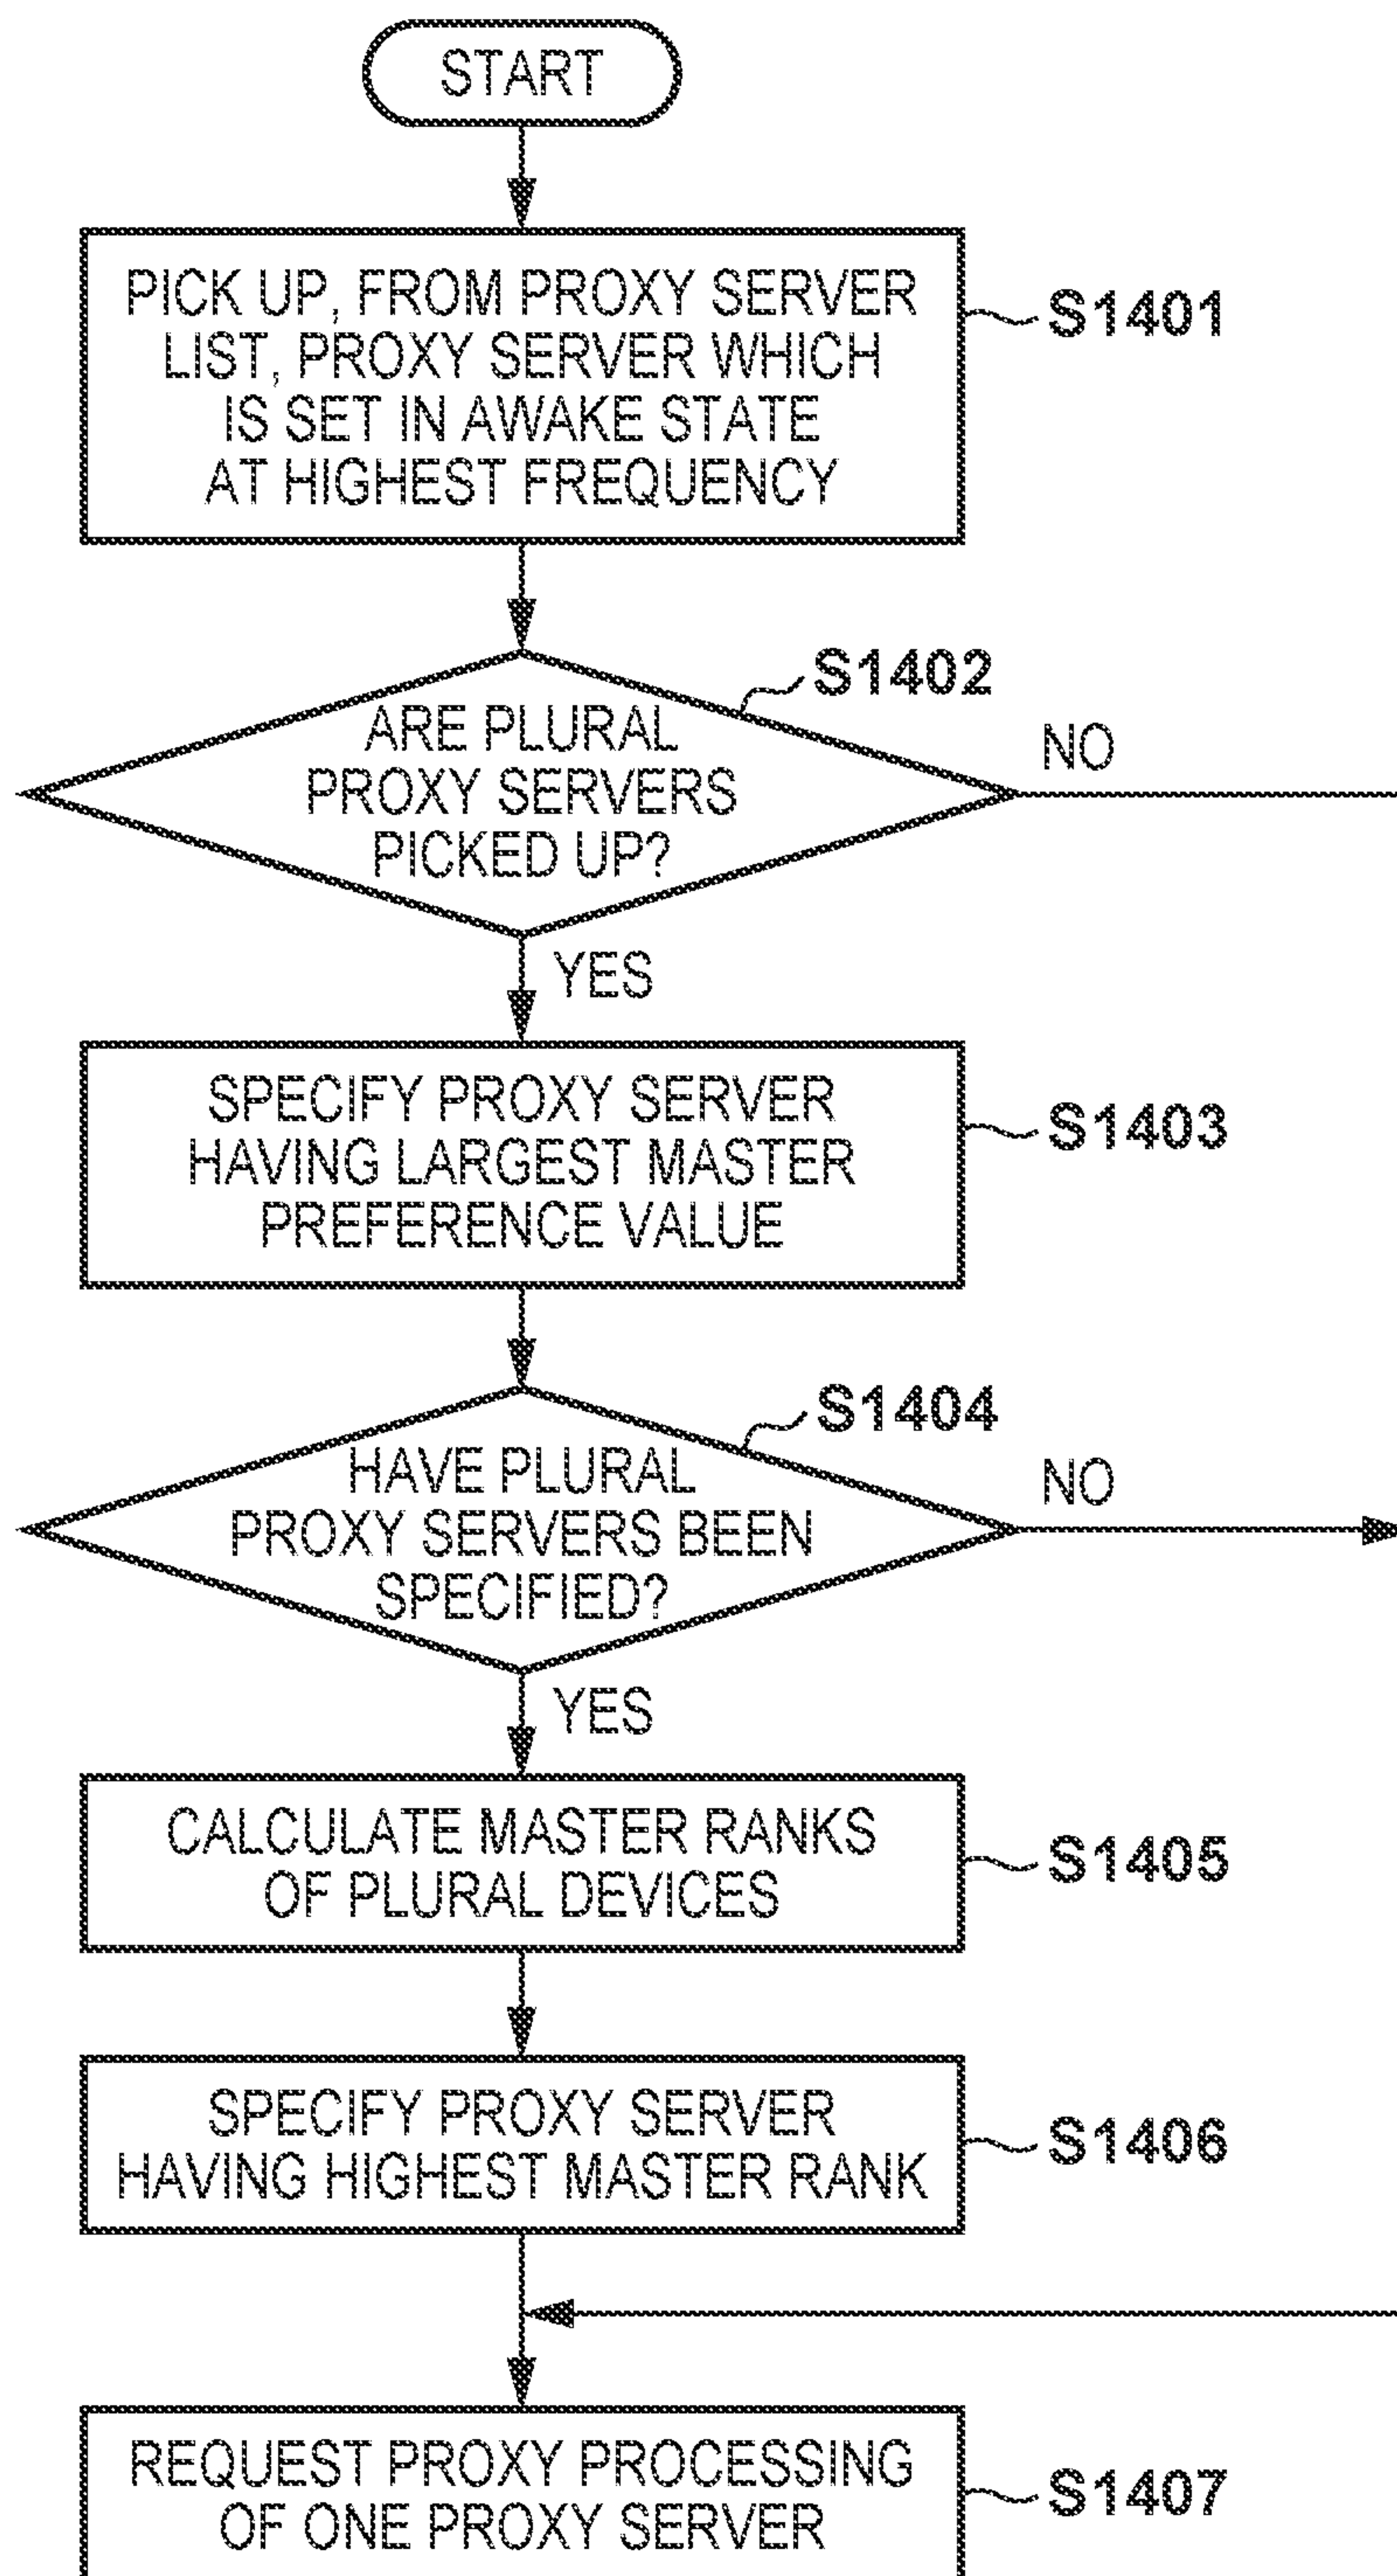 START
PICK UP, FROM PROXY SERVER
LIST, PROXY SERVER WHICH
IS SET IN AWAKE STATE
AT HIGHEST FREQUENCY
S1401
S1402
ARE PLURAL
PROXY SERVERS
PICKED UP?
NO
YES
SPECIFY PROXY SERVER
HAVING LARGEST MASTER
PREFERENCE VALUE
S1403
S1404
HAVE PLURAL
PROXY SERVERS BEEN
SPECIFIED?
NO
YES
CALCULATE MASTER RANKS
OF PLURAL DEVICES
S1405
SPECIFY PROXY SERVER
HAVING HIGHEST MASTER RANK
S1406
REQUEST PROXY PROCESSING
OF ONE PROXY SERVER
S1407